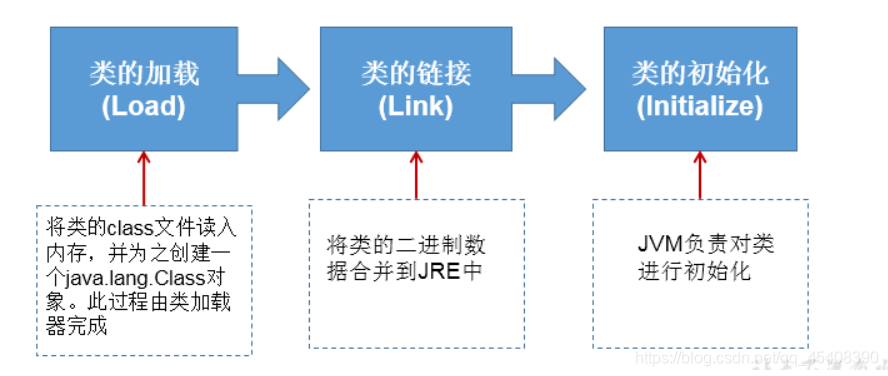 类的加载
(Load)
类的链接
(Link)
类的初始化
(Initialize)
将类的class文件读入
内存，并为之创建一
个java.lang.Class对
象。此过程由类加载
器完成
将类的二进制数
据合并到JRE中
JVM负责对类
进行初始化
https://blog.csdn.net/qq_45408390